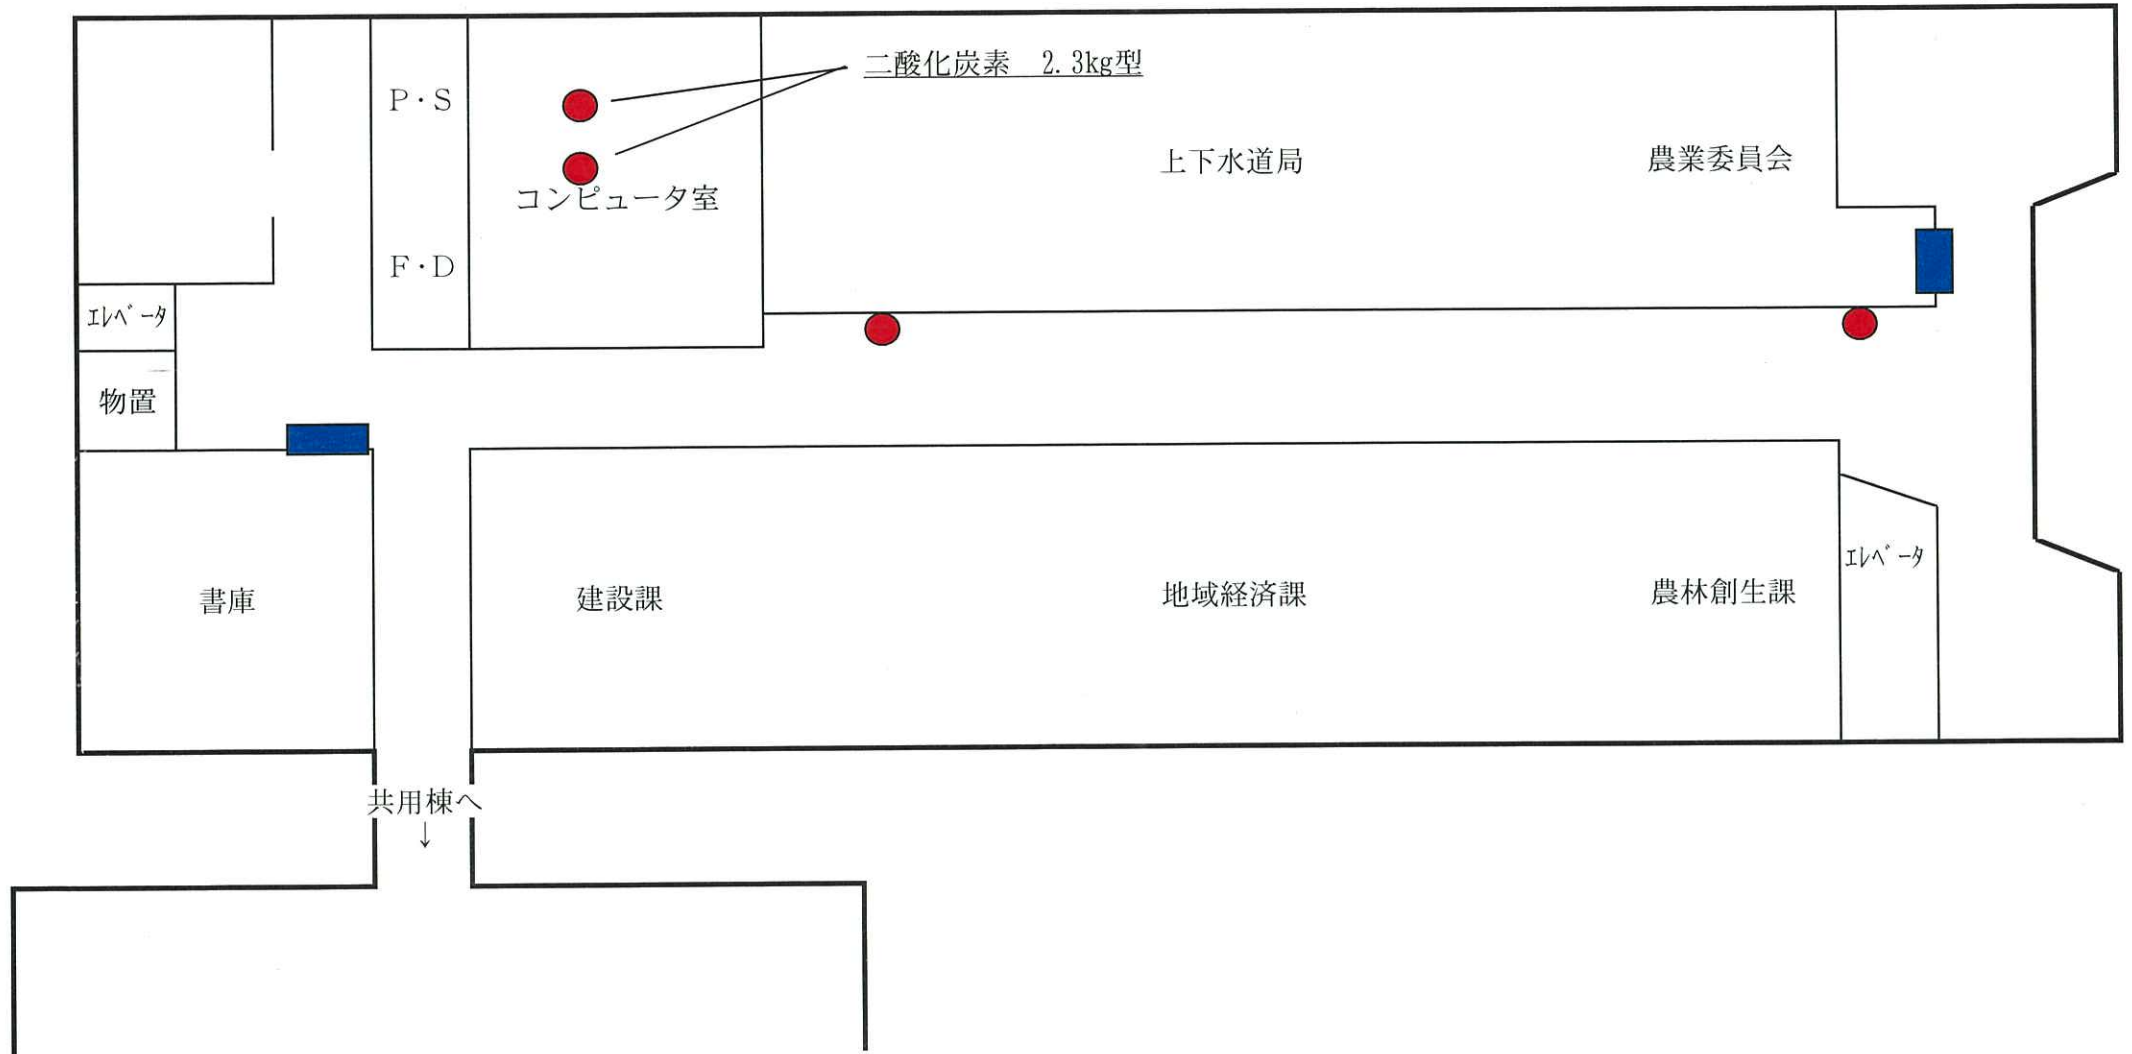 二酸化炭素　2.3kg型
P・S
コンピュータ室
上下水道局
農業委員会
F・D
エレベータ
物置
エレベータ
書庫
建設課
地域経済課
農林創生課
共用棟へ
↓